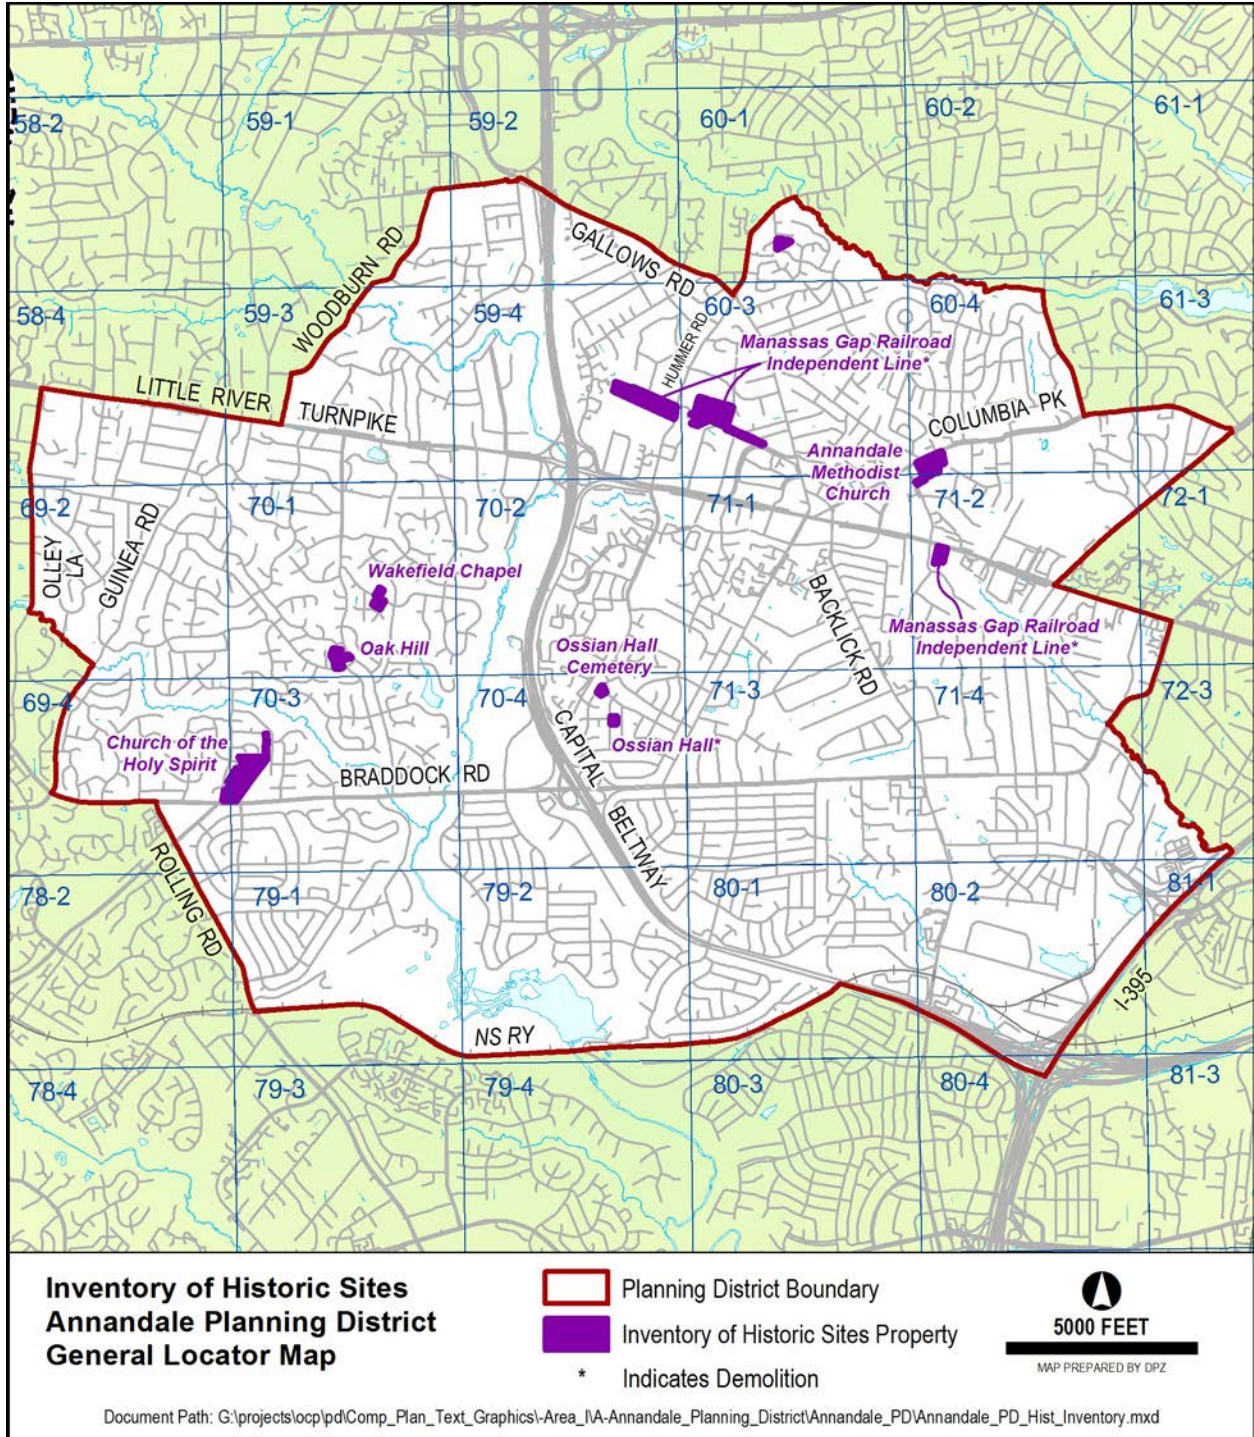 58-2
59-1
59-2
60-1
60-2
61-1
WOODBURN RD
GALLOWS RD
58-4
59-3
59-4
60-3
60-4
61-3
HUMMER RD
Manassas Gap Railroad
Independent Line*
LITTLE RIVER
TURNPIKE
COLUMBIA PK
Annandale
Methodist
Church
69-2
70-1
70-2
71-1
71-2
72-1
OLLEY
LA
GUINEA RD
Wakefield Chapel
BACKLICK RD
Manassas Gap Railroad
Independent Line*
Oak Hill
Ossian Hall
Cemetery
69-4
70-3
70-4
71-3
71-4
72-3
Church of the
Holy Spirit
Ossian Hall*
BRADDOCK RD
CAPITAL
BELTWAY
ROLLING RD
78-2
79-1
79-2
80-1
80-2
81-1
I-395
NS RY
78-4
79-3
79-4
80-3
80-4
81-3
Inventory of Historic Sites
Annandale Planning District
General Locator Map
Planning District Boundary
Inventory of Historic Sites Property
* Indicates Demolition
5000 FEET
MAP PREPARED BY DPZ
Document Path: G:\projects\ocp\pd\Comp_Plan_Text_Graphics\-Area_I\A-Annandale_Planning_District\Annandale_PD\Annandale_PD_Hist_Inventory.mxd